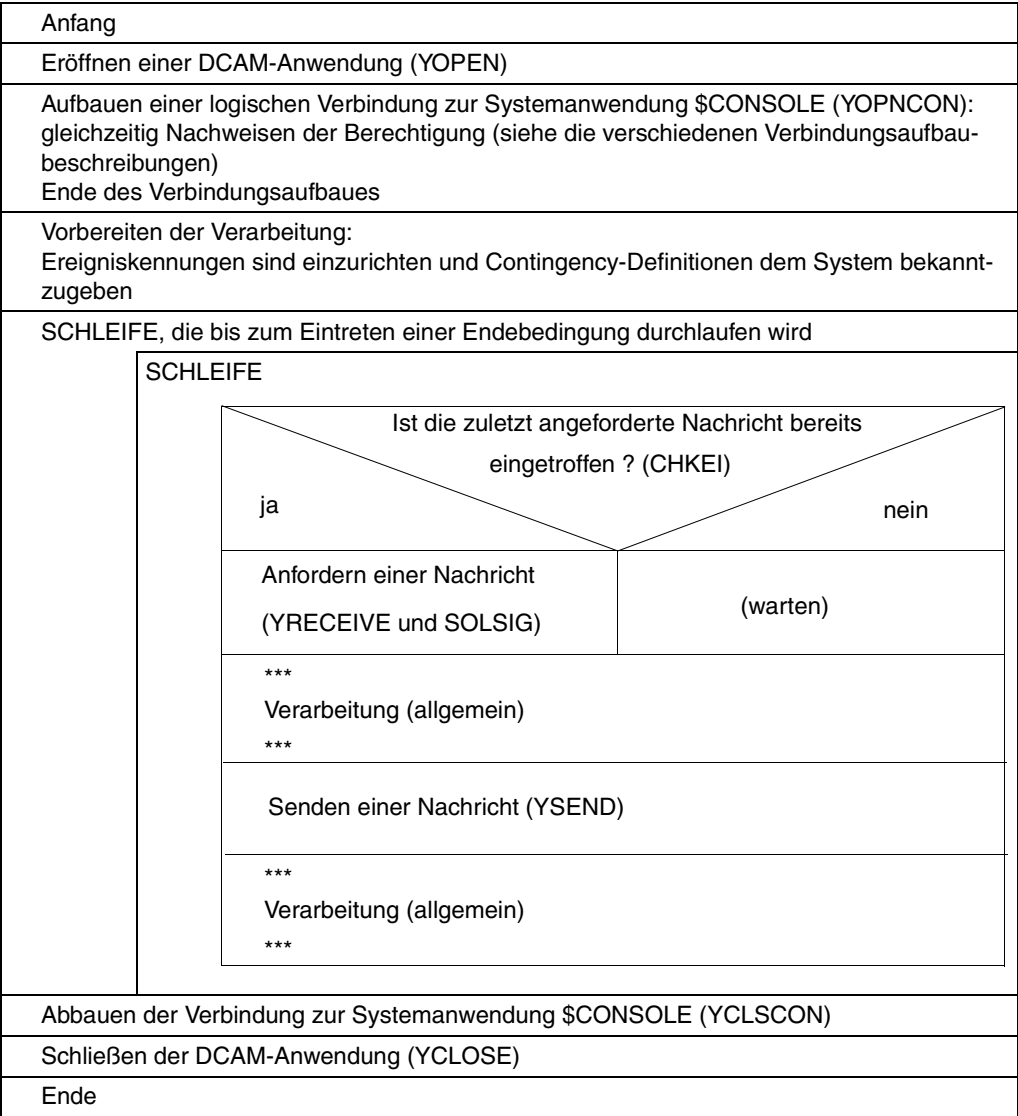 Anfang
Eröffnen einer DCAM-Anwendung (YOPEN)
Aufbauen einer logischen Verbindung zur Systemanwendung $CONSOLE (YOPNCON):
gleichzeitig Nachweisen der Berechtigung (siehe die verschiedenen Verbindungsaufbau-
beschreibungen)
Ende des Verbindungsaufbaues
Vorbereiten der Verarbeitung:
Ereigniskennungen sind einzurichten und Contingency-Definitionen dem System bekannt-
zugeben
SCHLEIFE, die bis zum Eintreten einer Endebedingung durchlaufen wird
SCHLEIFE
Ist die zuletzt angeforderte Nachricht bereits
eingetroffen ? (CHKEI)
ja
nein
Anfordern einer Nachricht
(YRECEIVE und SOLSIG)
(warten)
***
Verarbeitung (allgemein)
***
Senden einer Nachricht (YSEND)
***
Verarbeitung (allgemein)
***
Abbauen der Verbindung zur Systemanwendung $CONSOLE (YCLSCON)
Schließen der DCAM-Anwendung (YCLOSE)
Ende